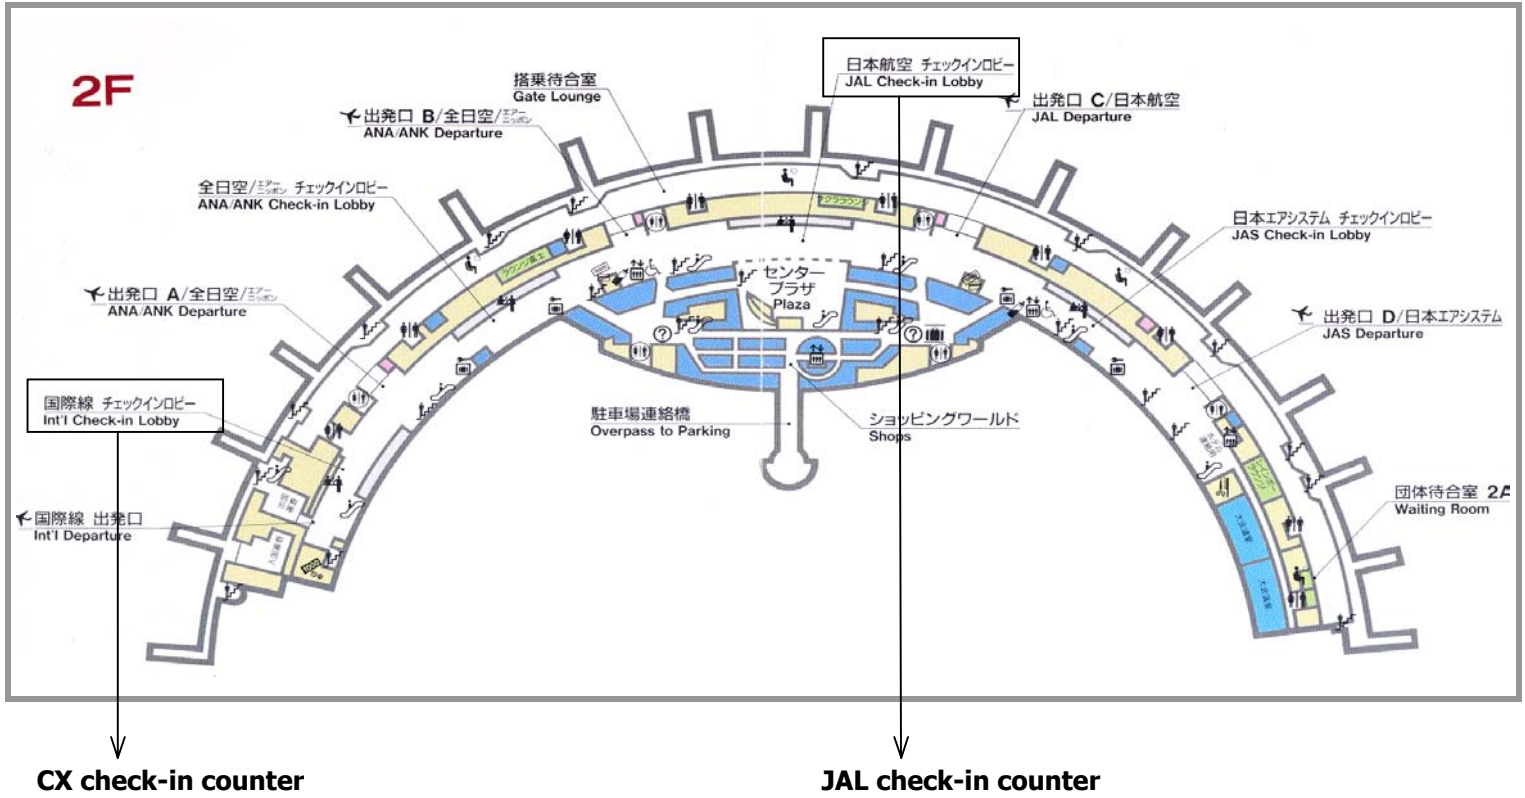 2F
搭乗待合室
Gate Lounge
日本航空 チェックインロビー
JAL Check-in Lobby
出発口 B/全日空/エアーニッポン
ANA/ANK Departure
出発口 C/日本航空
JAL Departure
全日空/エアーニッポン チェックインロビー
ANA/ANK Check-in Lobby
日本エアシステム チェックインロビー
JAS Check-in Lobby
センター
プラザ
Plaza
出発口 A/全日空/エアーニッポン
ANA/ANK Departure
出発口 D/日本エアシステム
JAS Departure
国際線 チェックインロビー
Int'l Check-in Lobby
駐車場連絡橋
Overpass to Parking
ショッピングワールド
Shops
国際線 出発口
Int'l Departure
団体待合室 2A
Waiting Room
大会議室
大会議室
CX check-in counter
JAL check-in counter